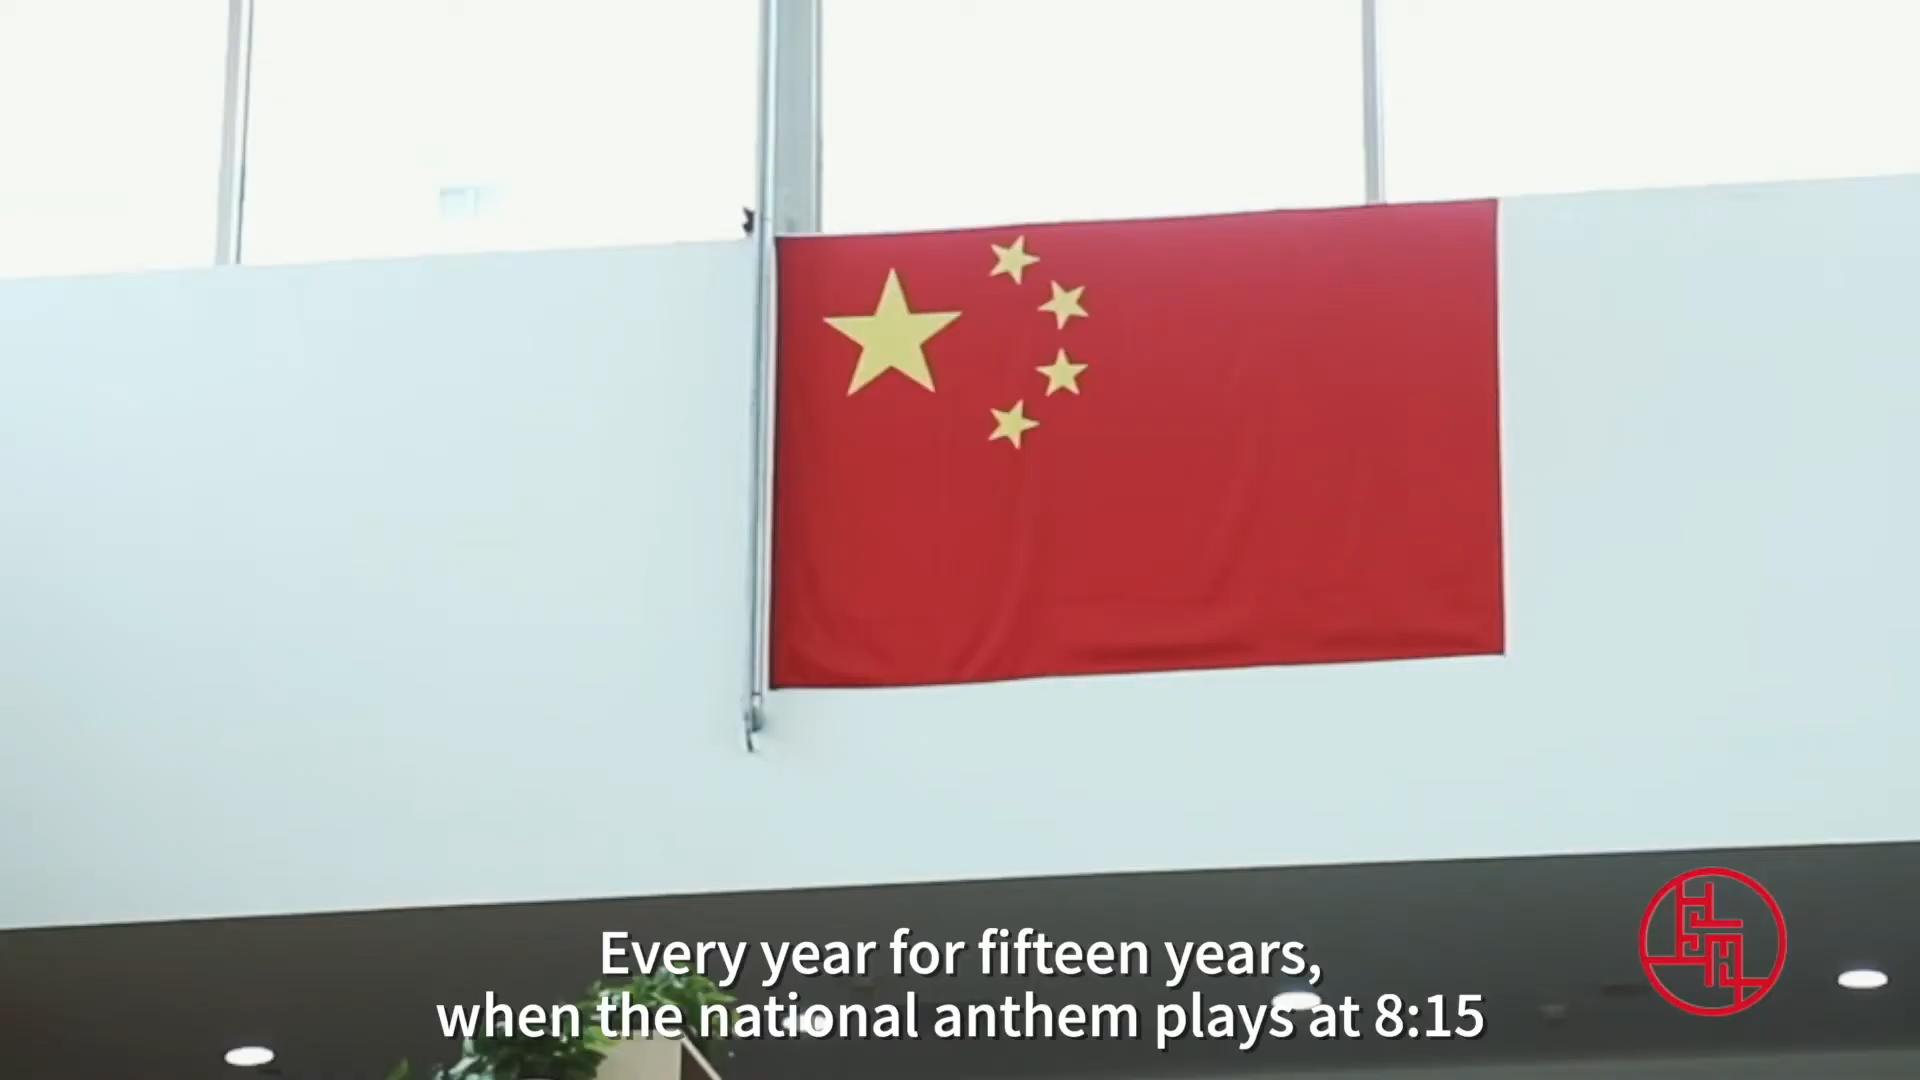 Every year for fifteen years,
when the national anthem plays at 8:15